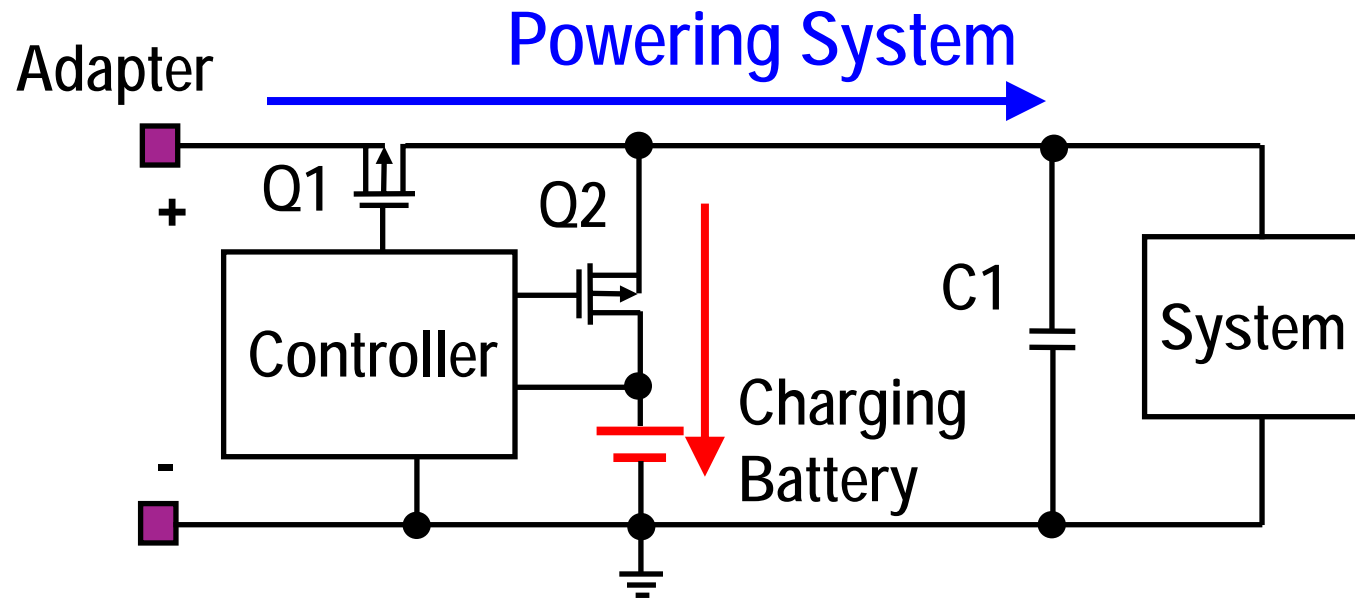 Powering System
Adapter
+
Q1
Q2
C1
Controller
System
Charging
Battery
-